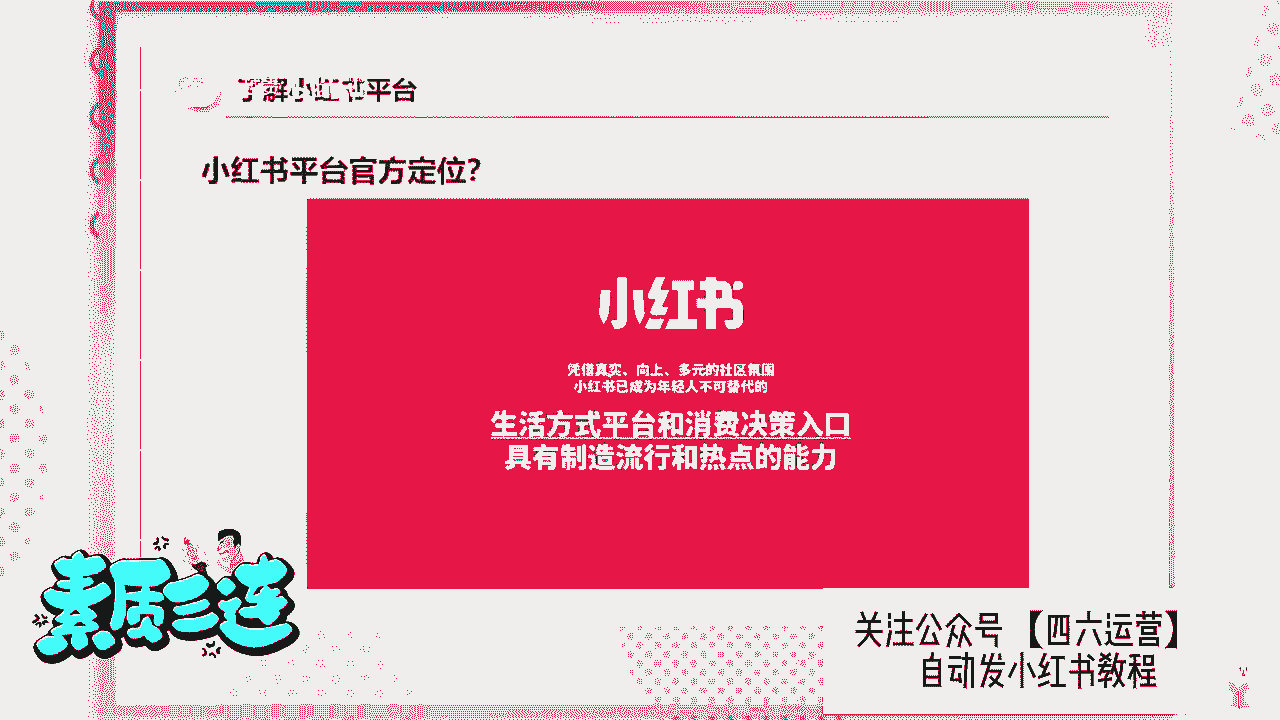 了解小红书平台
小红书平台官方定位？
小红书
凭借真实、向上、多元的社区氛围
小红书已成为年轻人不可替代的
生活方式平台和消费决策入口
具有制造流行和热点的能力
素质三连
关注公众号【四六运营】
自动发小红书教程